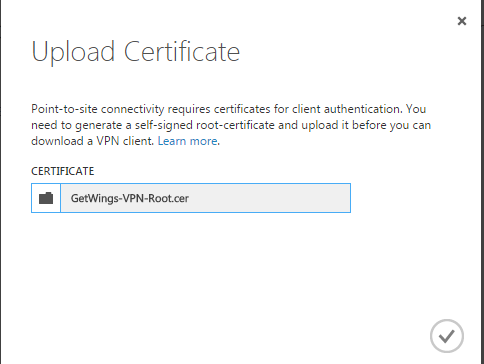 Upload Certificate
Point-to-site connectivity requires certificates for client authentication. You
need to generate a self-signed root-certificate and upload it before you can
download a VPN client. Learn more.
CERTIFICATE
GetWings-VPN-Root.cer